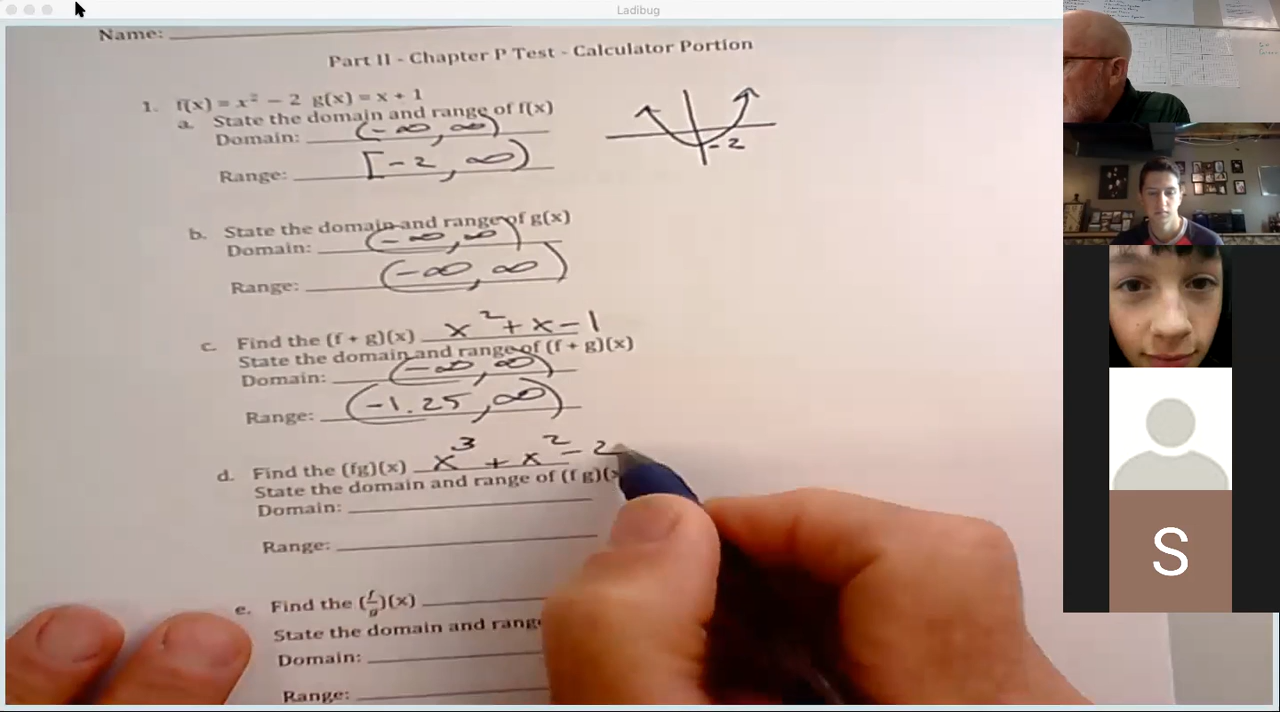 Ladibug
Name:
Part II - Chapter P Test - Calculator Portion
1. f(x) = x² − 2 g(x) = x + 1
a. State the domain and range of f(x)
Domain: (-∞, ∞)
-2
Range: [-2, ∞)
b. State the domain and range of g(x)
Domain: (-∞, ∞)
Range: (-∞, ∞)
c. Find the (f + g)(x) x² + x - 1
State the domain and range of (f + g)(x)
Domain: (-∞, ∞)
Range: (-1.25, ∞)
d. Find the (fg)(x) x³ + x² - 2
State the domain and range of (f g)(x
Domain:
Range:
e. Find the (f/g)(x)
State the domain and range
Domain:
Range:
S